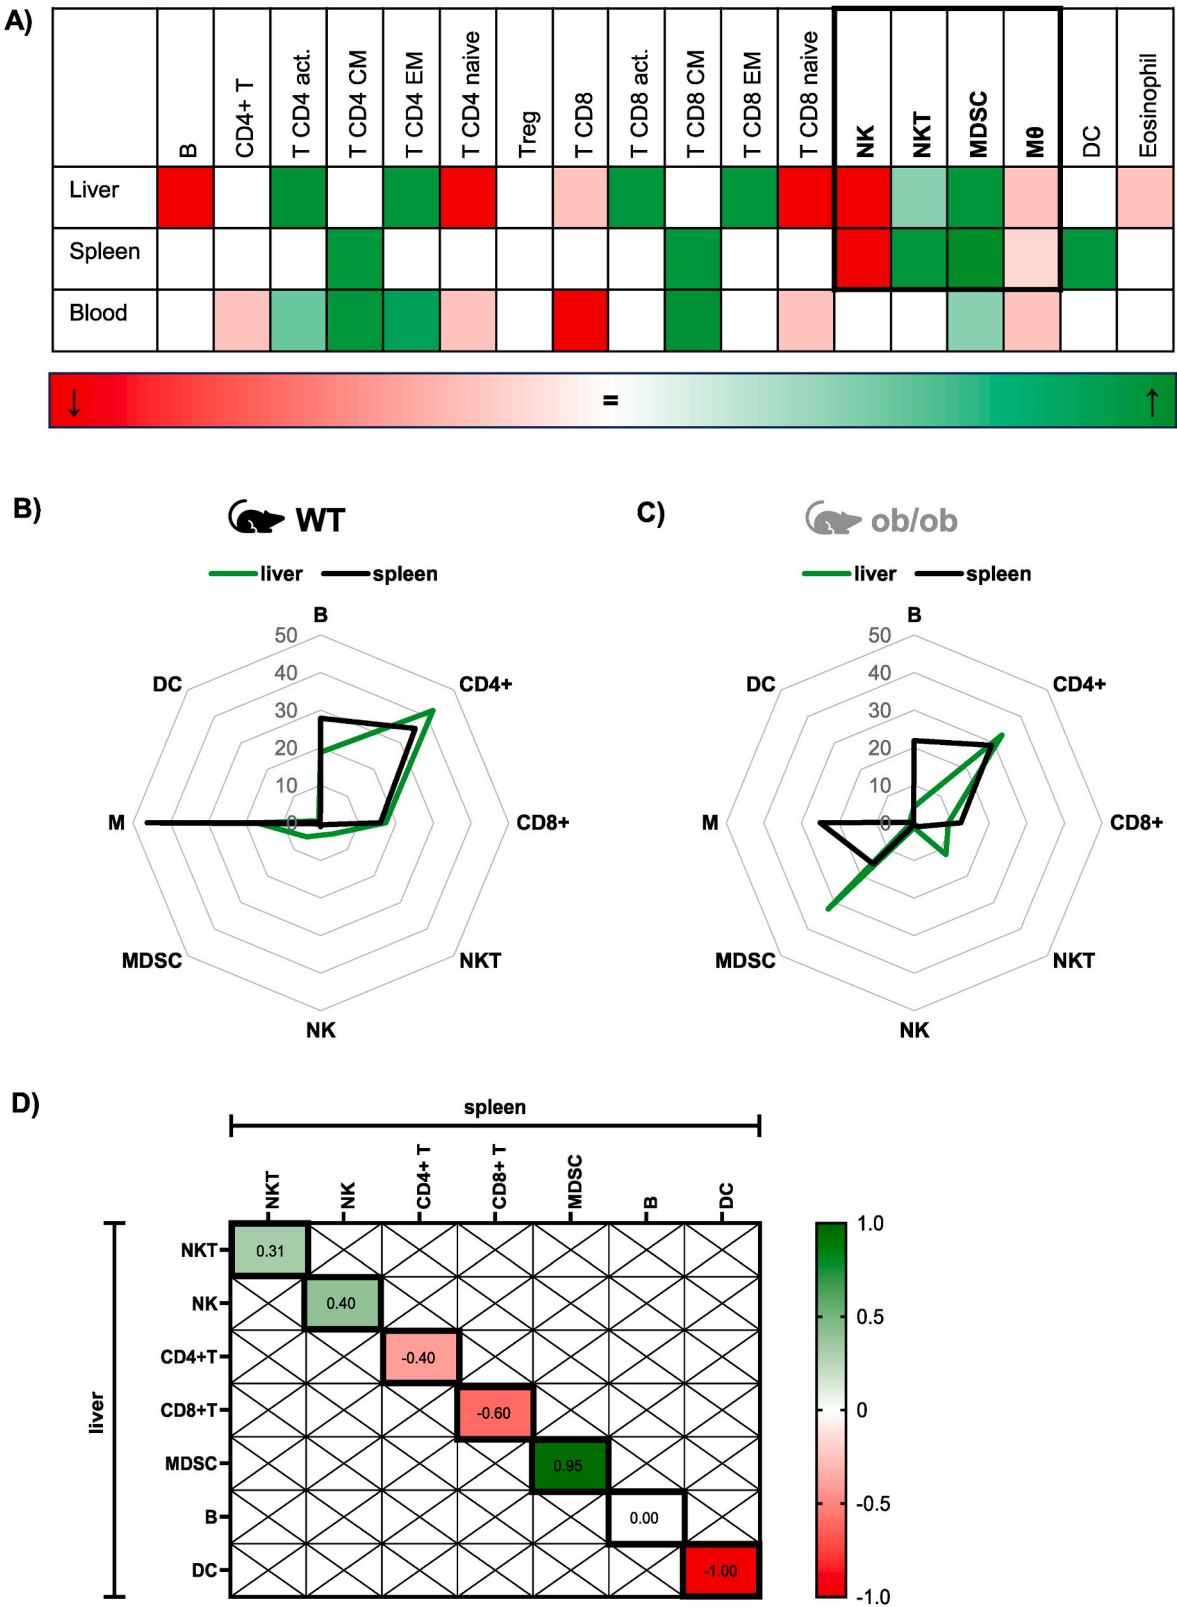 A)
B
CD4+ T
T CD4 act.
T CD4 CM
T CD4 EM
T CD4 naive
Treg
T CD8
T CD8 act.
T CD8 CM
T CD8 EM
T CD8 naive
NK
NKT
MDSC
Mθ
DC
Eosinophil
Liver
Spleen
Blood
↓ = ↑
B)
WT
liver spleen
B
50
40
30
20
10
0
CD4+
CD8+
NKT
NK
MDSC
M
DC
C)
ob/ob
liver spleen
B
50
40
30
20
10
0
CD4+
CD8+
NKT
NK
MDSC
M
DC
D)
spleen
NKT
NK
CD4+ T
CD8+ T
MDSC
B
DC
liver
NKT 0.31
NK 0.40
CD4+T -0.40
CD8+T -0.60
MDSC 0.95
B 0.00
DC -1.00
1.0
0.5
0
-0.5
-1.0